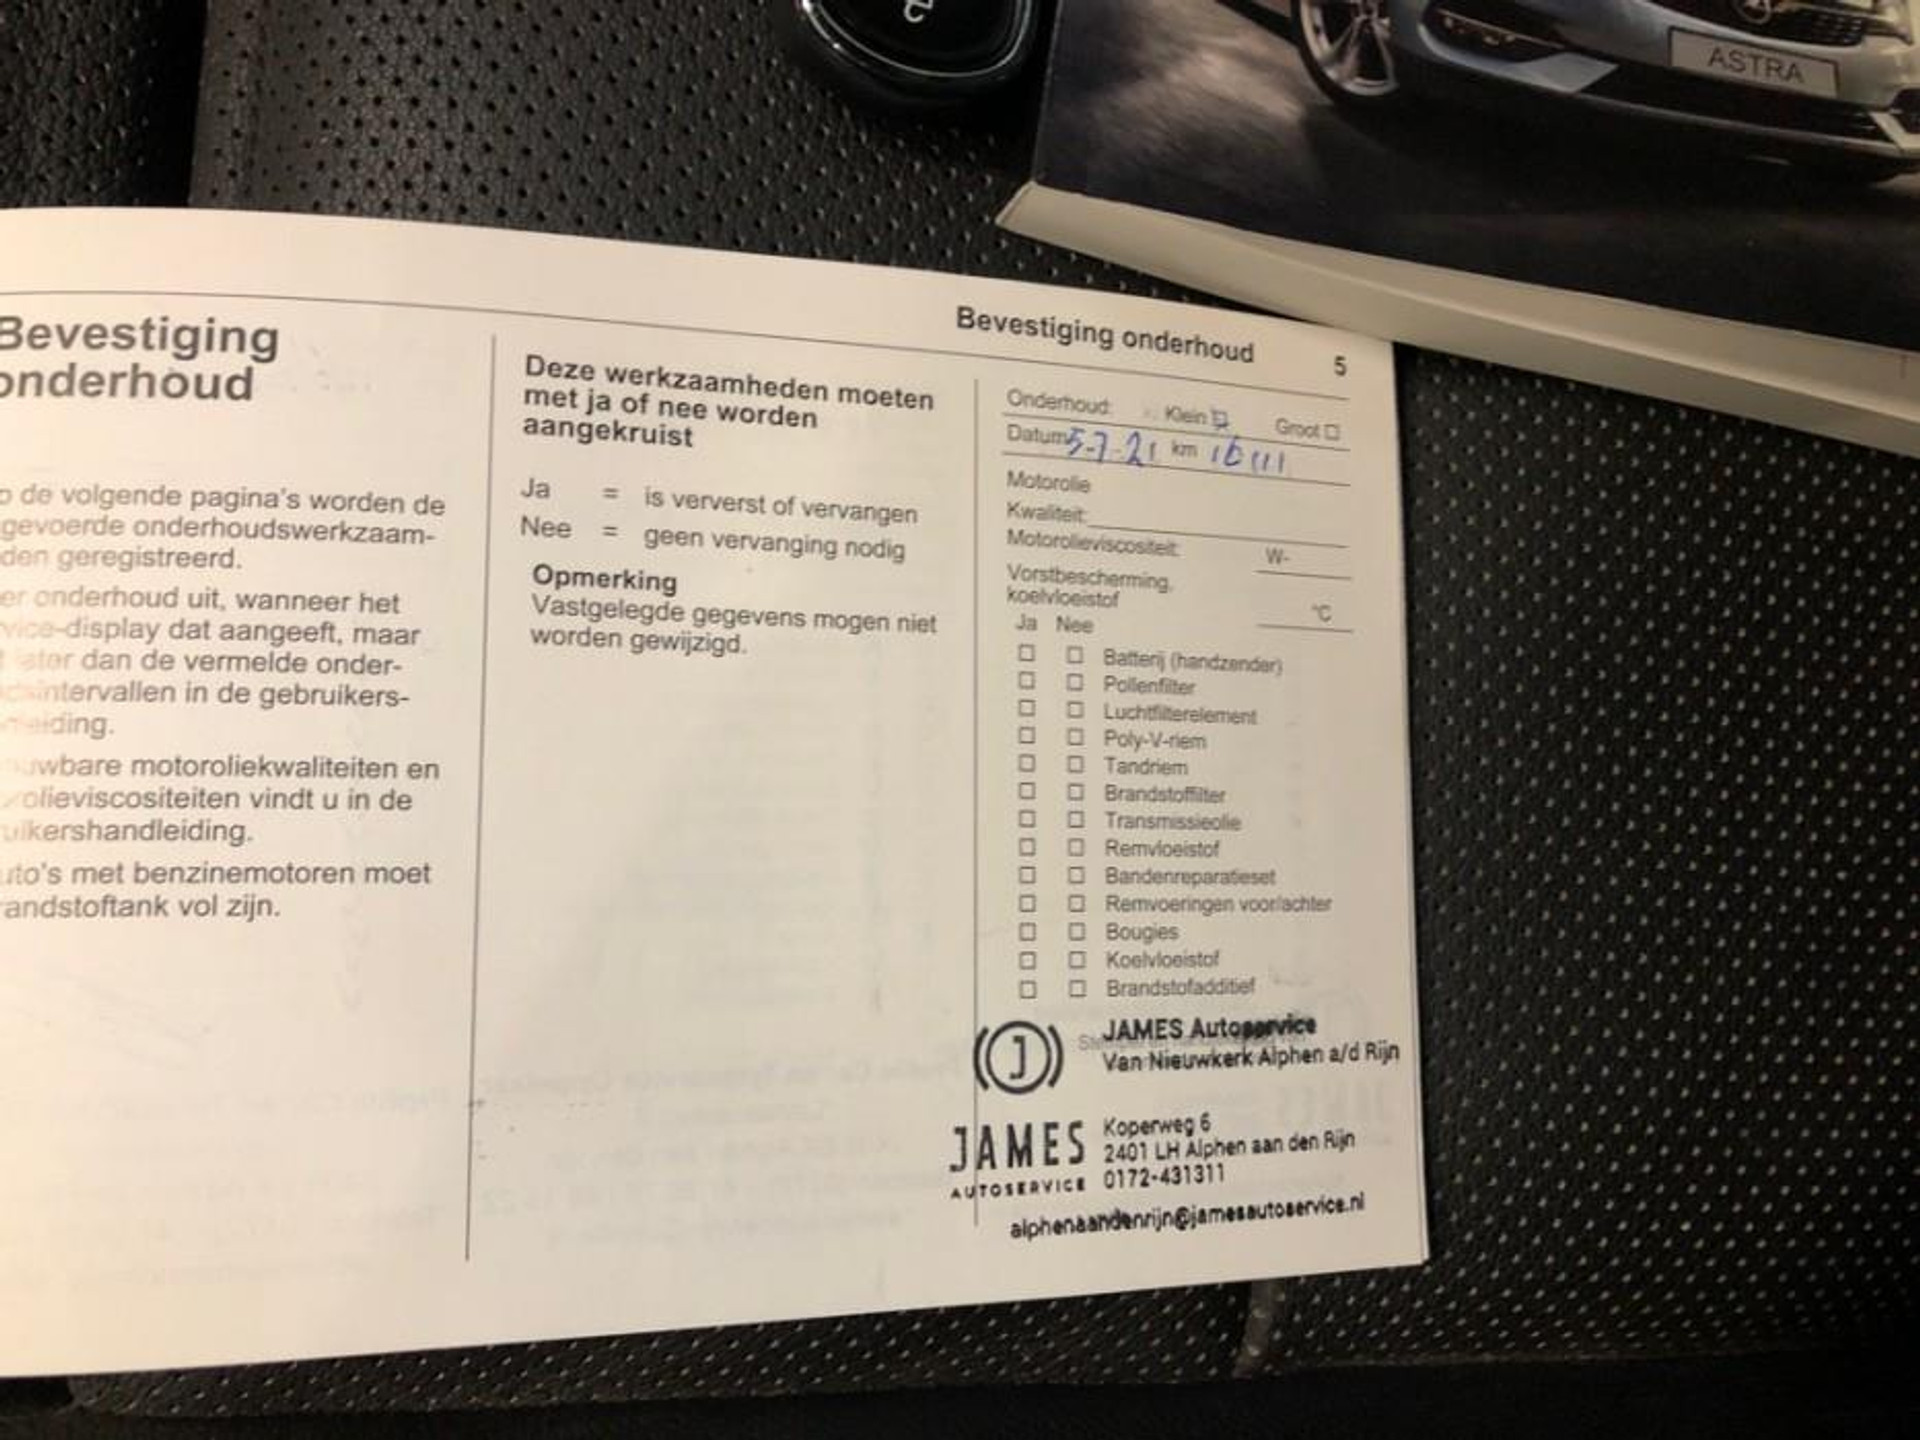 ASTRA
Bevestiging onderhoud 5
Bevestiging
onderhoud
de volgende pagina's worden de
gevoerde onderhoudswerkzaam-
den geregistreerd.
er onderhoud uit, wanneer het
vice-display dat aangeeft, maar
later dan de vermelde onder-
intervallen in de gebruikers-
eiding.
uwbare motoroliekwaliteiten en
rolieviscositeiten vindt u in de
uikershandleiding.
uto's met benzinemotoren moet
randstoftank vol zijn.
Deze werkzaamheden moeten
met ja of nee worden
aangekruist
Ja = is ververst of vervangen
Nee = geen vervanging nodig
Opmerking
Vastgelegde gegevens mogen niet
worden gewijzigd.
Onderhoud: Klein Groot
Datum 5-7-21 km 16111
Motorolie
Kwaliteit:
Motorolieviscositeit: W-
Vorstbescherming,
koelvloeistof °C
Ja Nee
Batterij (handzender)
Pollenfilter
Luchtfilterelement
Poly-V-riem
Tandriem
Brandstoffilter
Transmissieolie
Remvloeistof
Bandenreparatieset
Remvoeringen voor/achter
Bougies
Koelvloeistof
Brandstofadditief
JAMES Autoservice
Van Nieuwkerk Alphen a/d Rijn
JAMES
AUTOSERVICE
Koperweg 6
2401 LH Alphen aan den Rijn
0172-431311
alphenaandenrijn@jamesautoservice.nl